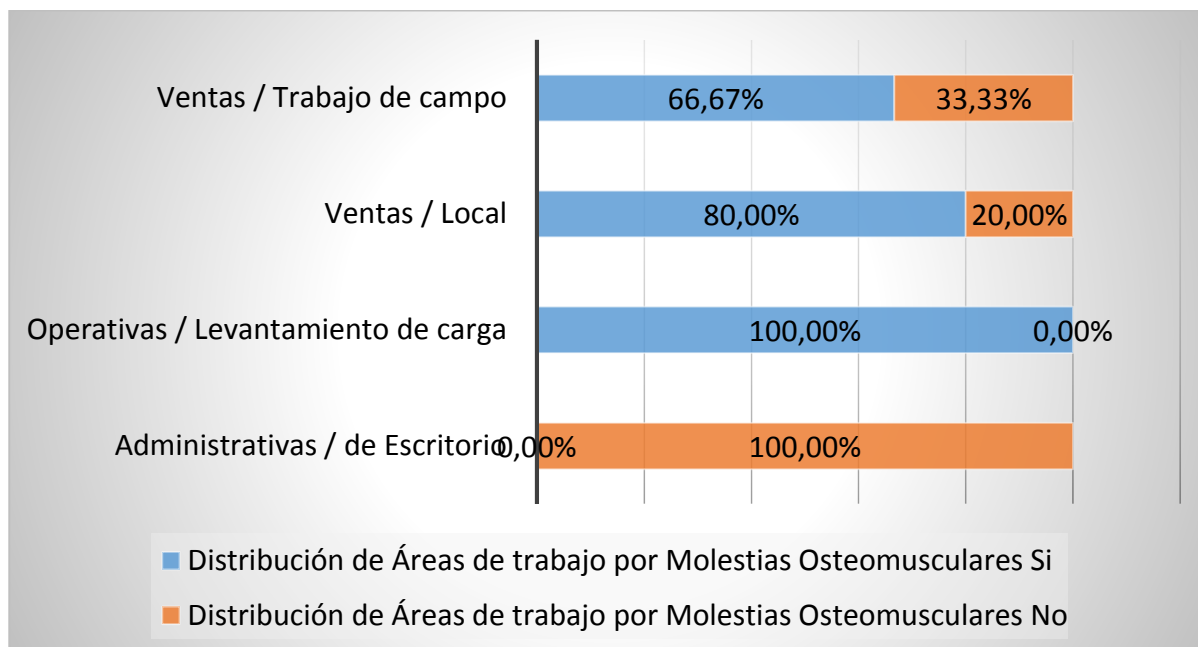 Ventas / Trabajo de campo
66,67%
33,33%
Ventas / Local
80,00%
20,00%
Operativas / Levantamiento de carga
100,00%
0,00%
Administrativas / de Escritorio
0,00%
100,00%
Distribución de Áreas de trabajo por Molestias Osteomusculares Si
Distribución de Áreas de trabajo por Molestias Osteomusculares No